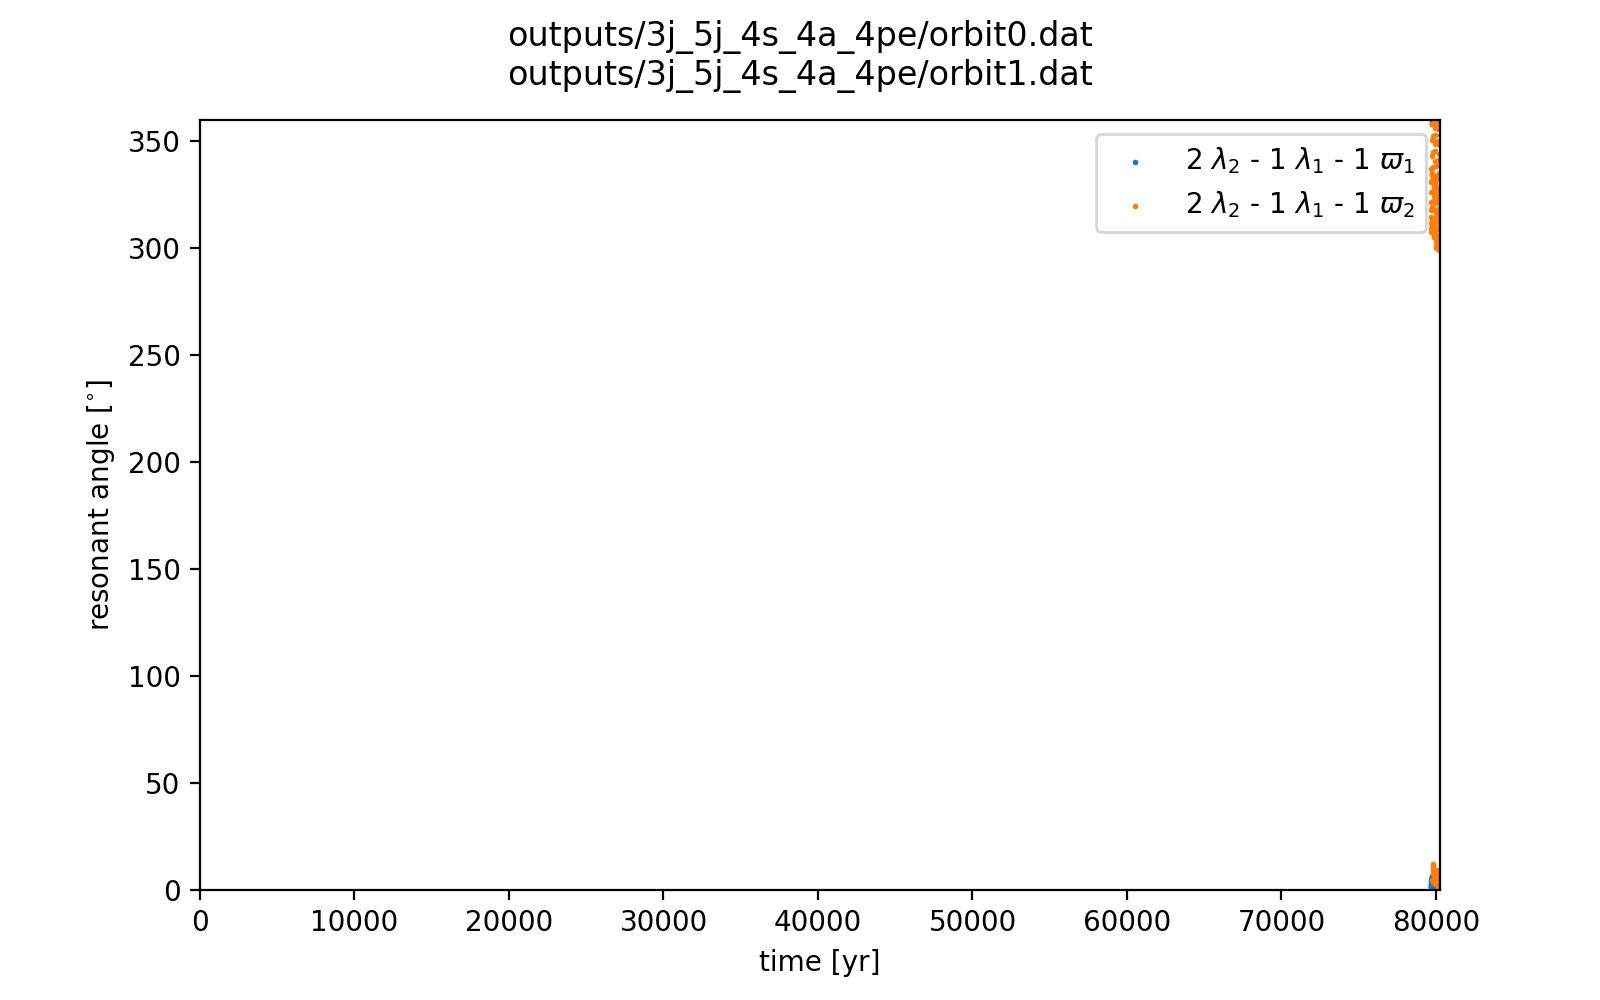 outputs/3j_5j_4s_4a_4pe/orbit0.dat
outputs/3j_5j_4s_4a_4pe/orbit1.dat
350
300
250
200
150
100
50
0
resonant angle [°]
2 λ₂ - 1 λ₁ - 1 ϖ₁
2 λ₂ - 1 λ₁ - 1 ϖ₂
0 10000 20000 30000 40000 50000 60000 70000 80000
time [yr]